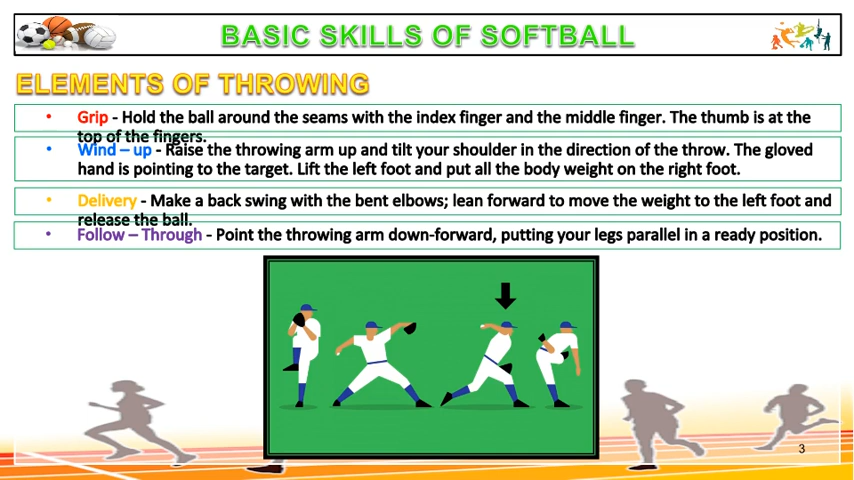 BASIC SKILLS OF SOFTBALL
ELEMENTS OF THROWING
• Grip - Hold the ball around the seams with the index finger and the middle finger. The thumb is at the
top of the fingers.
• Wind – up - Raise the throwing arm up and tilt your shoulder in the direction of the throw. The gloved
hand is pointing to the target. Lift the left foot and put all the body weight on the right foot.
• Delivery - Make a back swing with the bent elbows; lean forward to move the weight to the left foot and
release the ball.
• Follow – Through - Point the throwing arm down-forward, putting your legs parallel in a ready position.
3